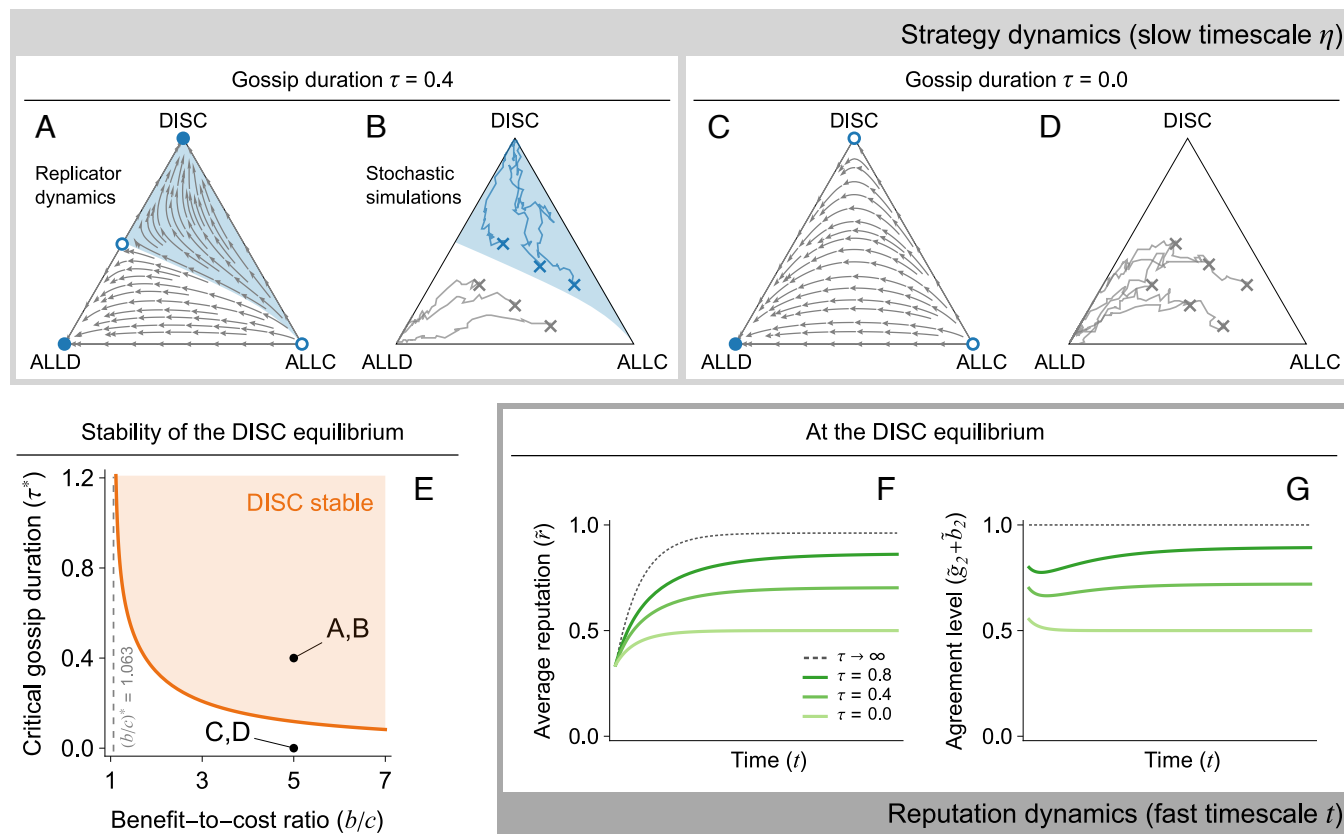 Strategy dynamics (slow timescale η)
Gossip duration τ = 0.4
Gossip duration τ = 0.0
A
DISC
Replicator
dynamics
ALLD
ALLC
B
DISC
Stochastic
simulations
ALLD
ALLC
C
DISC
ALLD
ALLC
D
DISC
ALLD
ALLC
Stability of the DISC equilibrium
E
DISC stable
Critical gossip duration (τ*)
1.2
0.8
0.4
0.0
(b/c)* = 1.063
A,B
C,D
1 3 5 7
Benefit−to−cost ratio (b/c)
At the DISC equilibrium
F
Average reputation (r̃)
1.0
0.5
0.0
τ → ∞
τ = 0.8
τ = 0.4
τ = 0.0
Time (t)
G
Agreement level (g̃₂+b̃₂)
1.0
0.5
0.0
Time (t)
Reputation dynamics (fast timescale t)